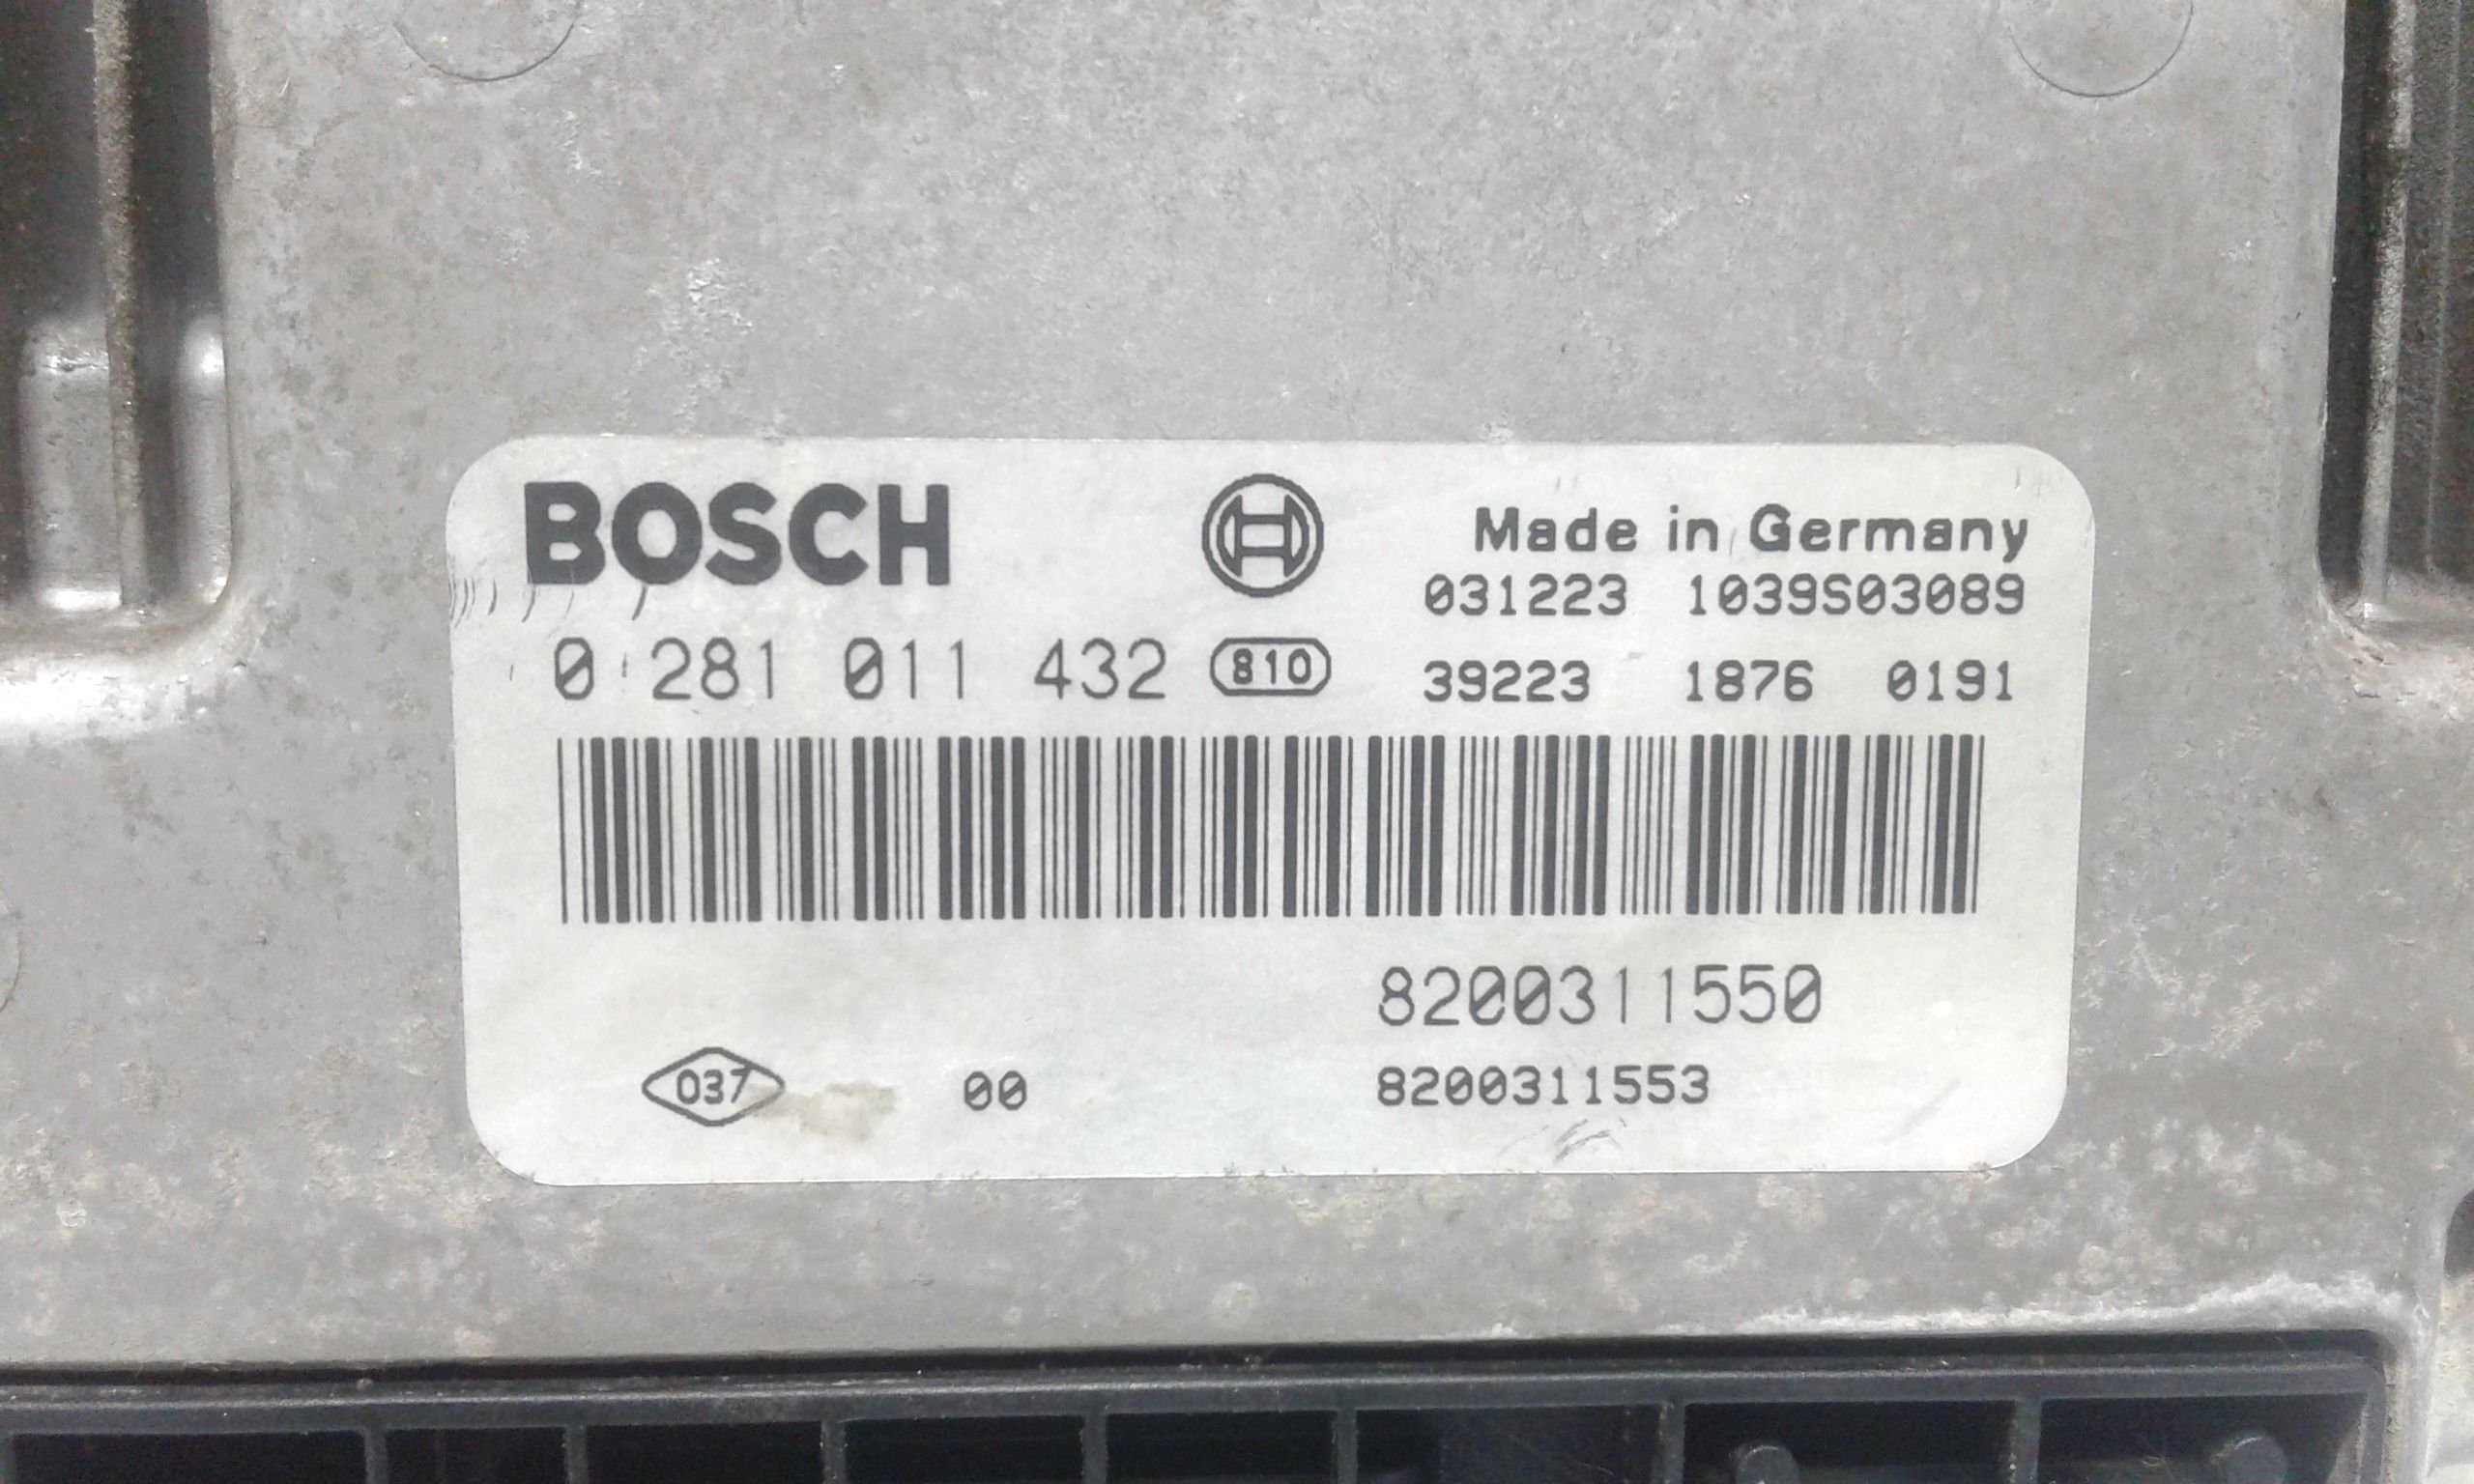 BOSCH
Made in Germany
031223 1039S03089
0 281 011 432 810 39223 1876 0191
8200311550
037 00 8200311553